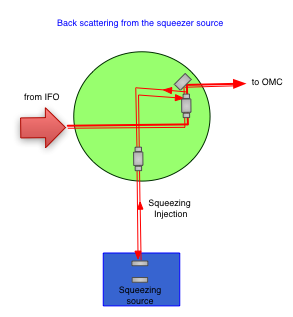 Back scattering from the squeezer source
to OMC
from IFO
Squeezing
Injection
Squeezing
source